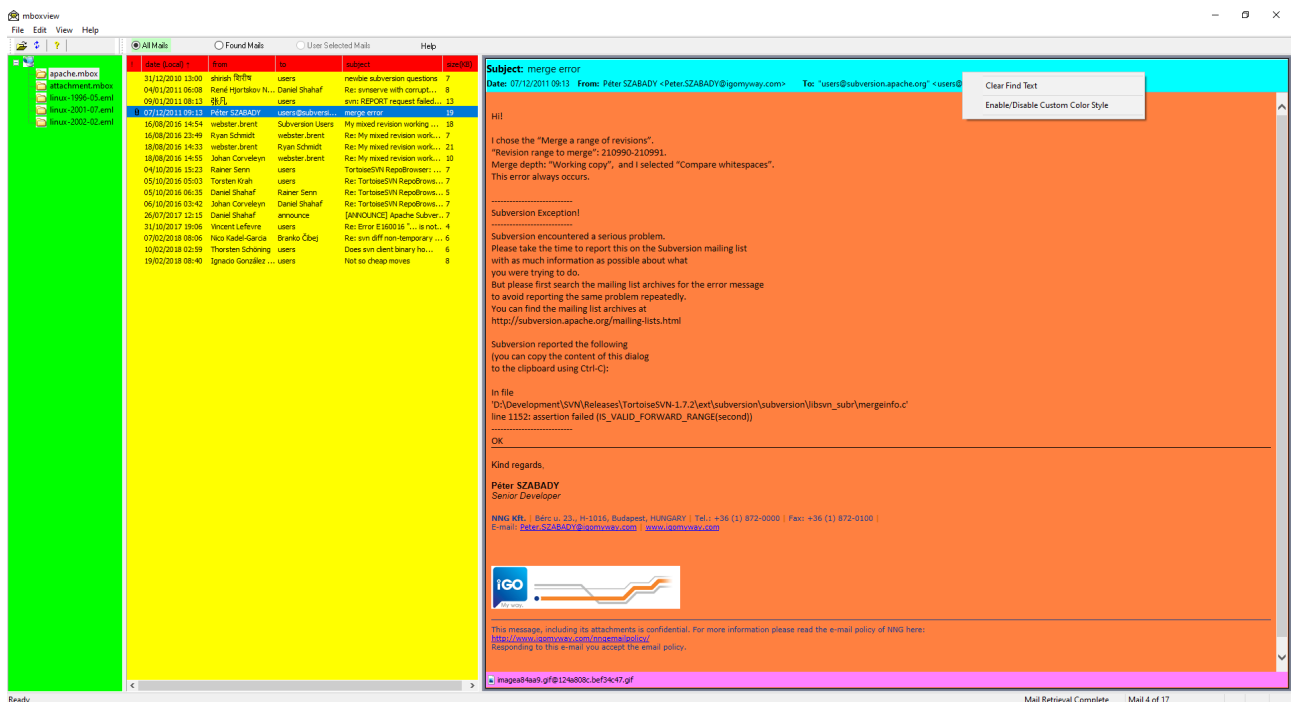 mboxview
File Edit View Help
All Mails Found Mails User Selected Mails Help
apache.mbox
attachment.mbox
linux-1996-05.eml
linux-2001-07.eml
linux-2002-02.eml
! date (Local) ↑ from to subject size(KB)
31/12/2010 13:00 shirish शिरीष users newbie subversion questions 7
04/01/2011 06:08 René Hjortskov N... Daniel Shahaf Re: svnserve with corrupt... 8
09/01/2011 08:13 张凡 users svn: REPORT request failed... 13
07/12/2011 09:13 Péter SZABADY users@subversi... merge error 19
16/08/2016 14:54 webster.brent Subversion Users My mixed revision working ... 18
16/08/2016 23:49 Ryan Schmidt webster.brent Re: My mixed revision work... 7
18/08/2016 14:33 webster.brent Ryan Schmidt Re: My mixed revision work... 21
18/08/2016 14:55 Johan Corveleyn webster.brent Re: My mixed revision work... 10
04/10/2016 15:23 Rainer Senn users TortoiseSVN RepoBrowser: ... 7
05/10/2016 05:03 Torsten Krah users Re: TortoiseSVN RepoBrows... 7
05/10/2016 06:35 Daniel Shahaf Rainer Senn Re: TortoiseSVN RepoBrows... 5
06/10/2016 03:42 Johan Corveleyn Daniel Shahaf Re: TortoiseSVN RepoBrows... 7
26/07/2017 12:15 Daniel Shahaf announce [ANNOUNCE] Apache Subver... 7
31/10/2017 19:06 Vincent Lefevre users Re: Error E160016 "... is not... 4
07/02/2018 08:06 Nico Kadel-Garcia Branko Čibej Re: svn diff non-temporary ... 6
10/02/2018 02:59 Thorsten Schöning users Does svn client binary ho... 6
19/02/2018 08:40 Ignacio González ... users Not so cheap moves 8
Subject: merge error
Date: 07/12/2011 09:13 From: Péter SZABADY <Peter.SZABADY@igomyway.com> To: "users@subversion.apache.org" <users@
Clear Find Text
Enable/Disable Custom Color Style
Hi!
I chose the “Merge a range of revisions”.
“Revision range to merge”: 210990-210991.
Merge depth: “Working copy”, and I selected “Compare whitespaces”.
This error always occurs.
---------------------------
Subversion Exception!
---------------------------
Subversion encountered a serious problem.
Please take the time to report this on the Subversion mailing list
with as much information as possible about what
you were trying to do.
But please first search the mailing list archives for the error message
to avoid reporting the same problem repeatedly.
You can find the mailing list archives at
http://subversion.apache.org/mailing-lists.html
Subversion reported the following
(you can copy the content of this dialog
to the clipboard using Ctrl-C):
In file
'D:\Development\SVN\Releases\TortoiseSVN-1.7.2\ext\subversion\subversion\libsvn_subr\mergeinfo.c'
line 1152: assertion failed (IS_VALID_FORWARD_RANGE(second))
---------------------------
OK
Kind regards,
Péter SZABADY
Senior Developer
NNG Kft. | Bérc u. 23., H-1016, Budapest, HUNGARY | Tel.: +36 (1) 872-0000 | Fax: +36 (1) 872-0100 |
E-mail: Peter.SZABADY@igomyway.com | www.igomyway.com
iGO
My way.
This message, including its attachments is confidential. For more information please read the e-mail policy of NNG here:
http://www.igomyway.com/nngemailpolicy/
Responding to this e-mail you accept the email policy.
imagea84aa9.gif@124a808c.bef34c47.gif
Ready
Mail Retrieval Complete Mail 4 of 17